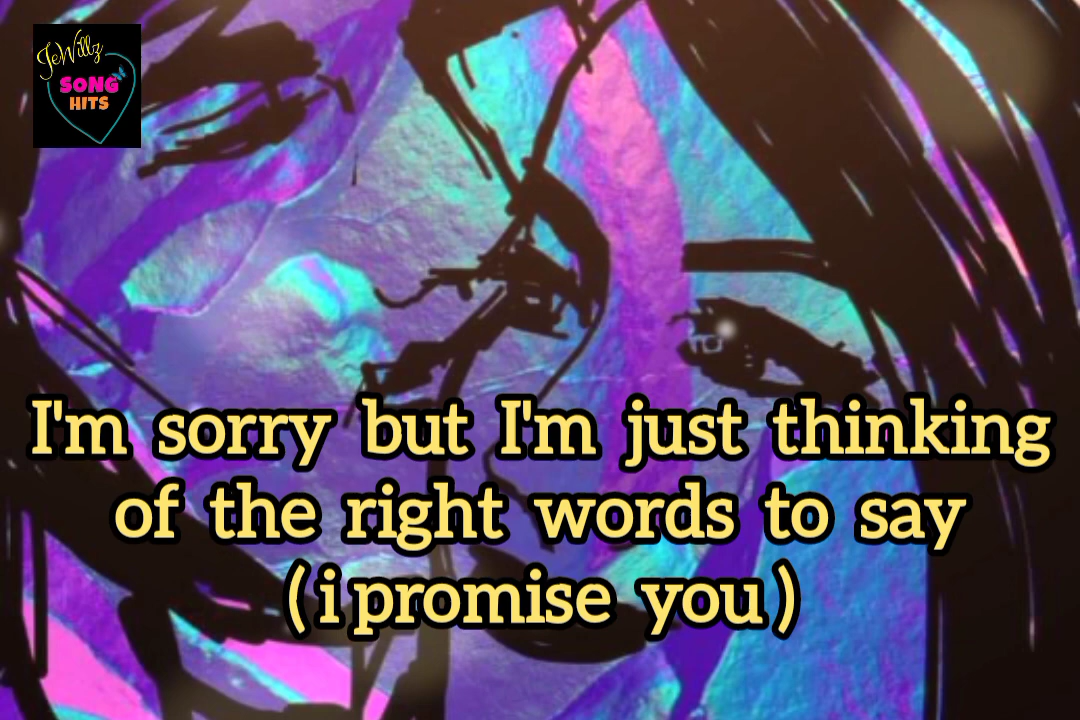 JeWillz
SONG
HITS
I'm sorry but I'm just thinking
of the right words to say
(i promise you)